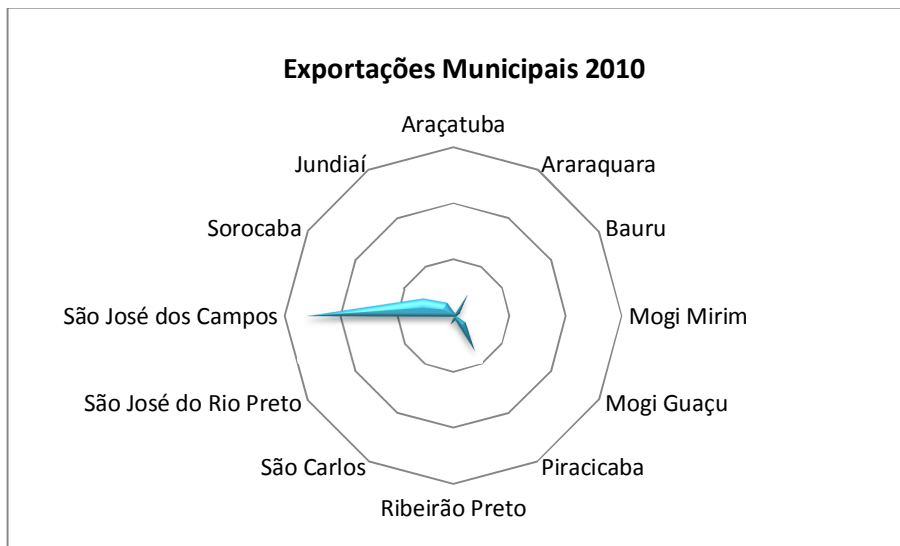 Exportações Municipais 2010
Araçatuba
Araraquara
Bauru
Mogi Mirim
Mogi Guaçu
Piracicaba
Ribeirão Preto
São Carlos
São José do Rio Preto
São José dos Campos
Sorocaba
Jundiaí